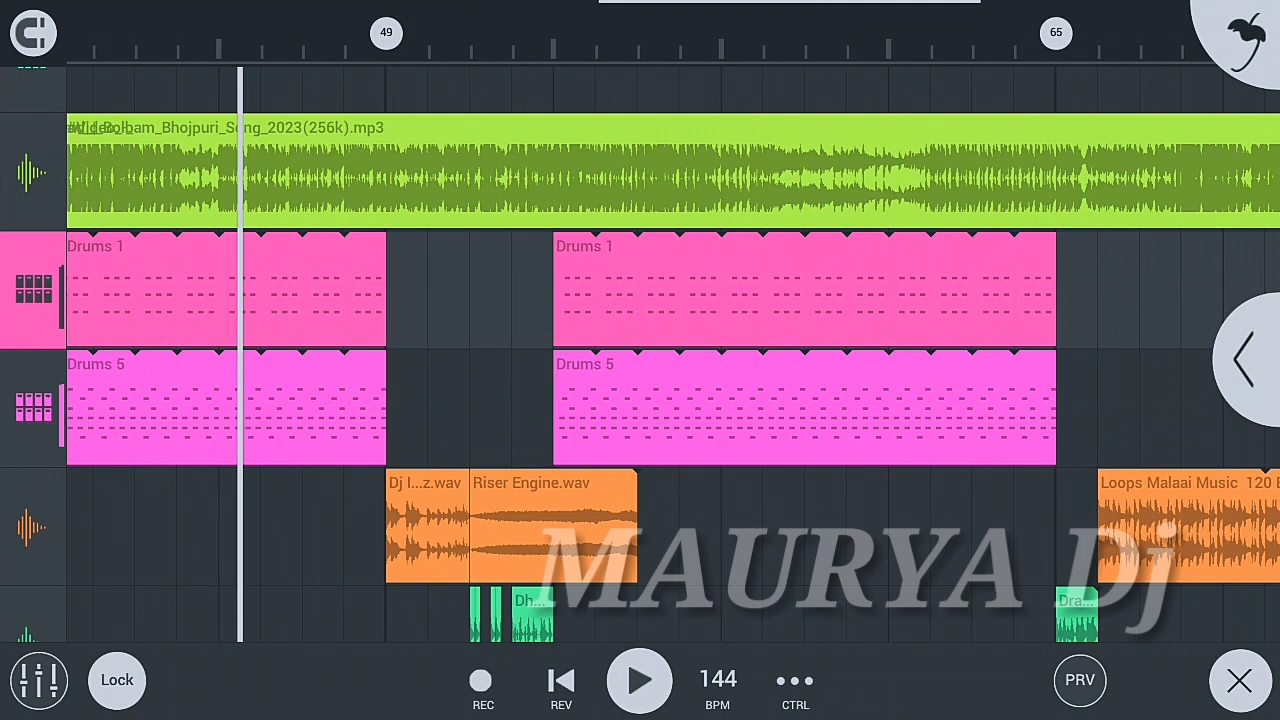 49
65
Bolbam_Bhojpuri_Song_2023(256k).mp3
Drums 1
Drums 1
Drums 5
Drums 5
Dj I...z.wav
Riser Engine.wav
Loops Malaai Music 120
MAURYA Dj
Dh...
Dra...
Lock
REC
REV
144
BPM
CTRL
PRV